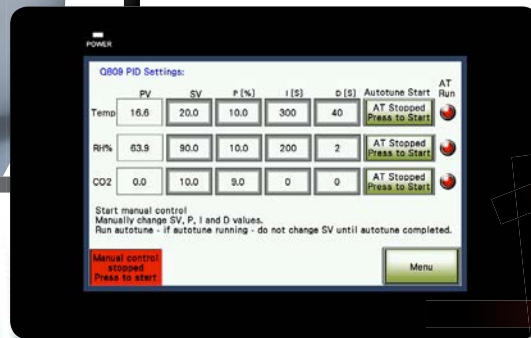 POWER
Q809 PID Settings:
PV SV P [%] I [S] D [S] Autotune Start AT Run
Temp 16.6 20.0 10.0 300 40 AT Stopped Press to Start
RH% 63.9 90.0 10.0 200 2 AT Stopped Press to Start
CO2 0.0 10.0 9.0 0 0 AT Stopped Press to Start
Start manual control
Manually change SV, P, I and D values.
Run autotune - if autotune running - do not change SV until autotune completed.
Manual control
stopped
Press to start
Menu